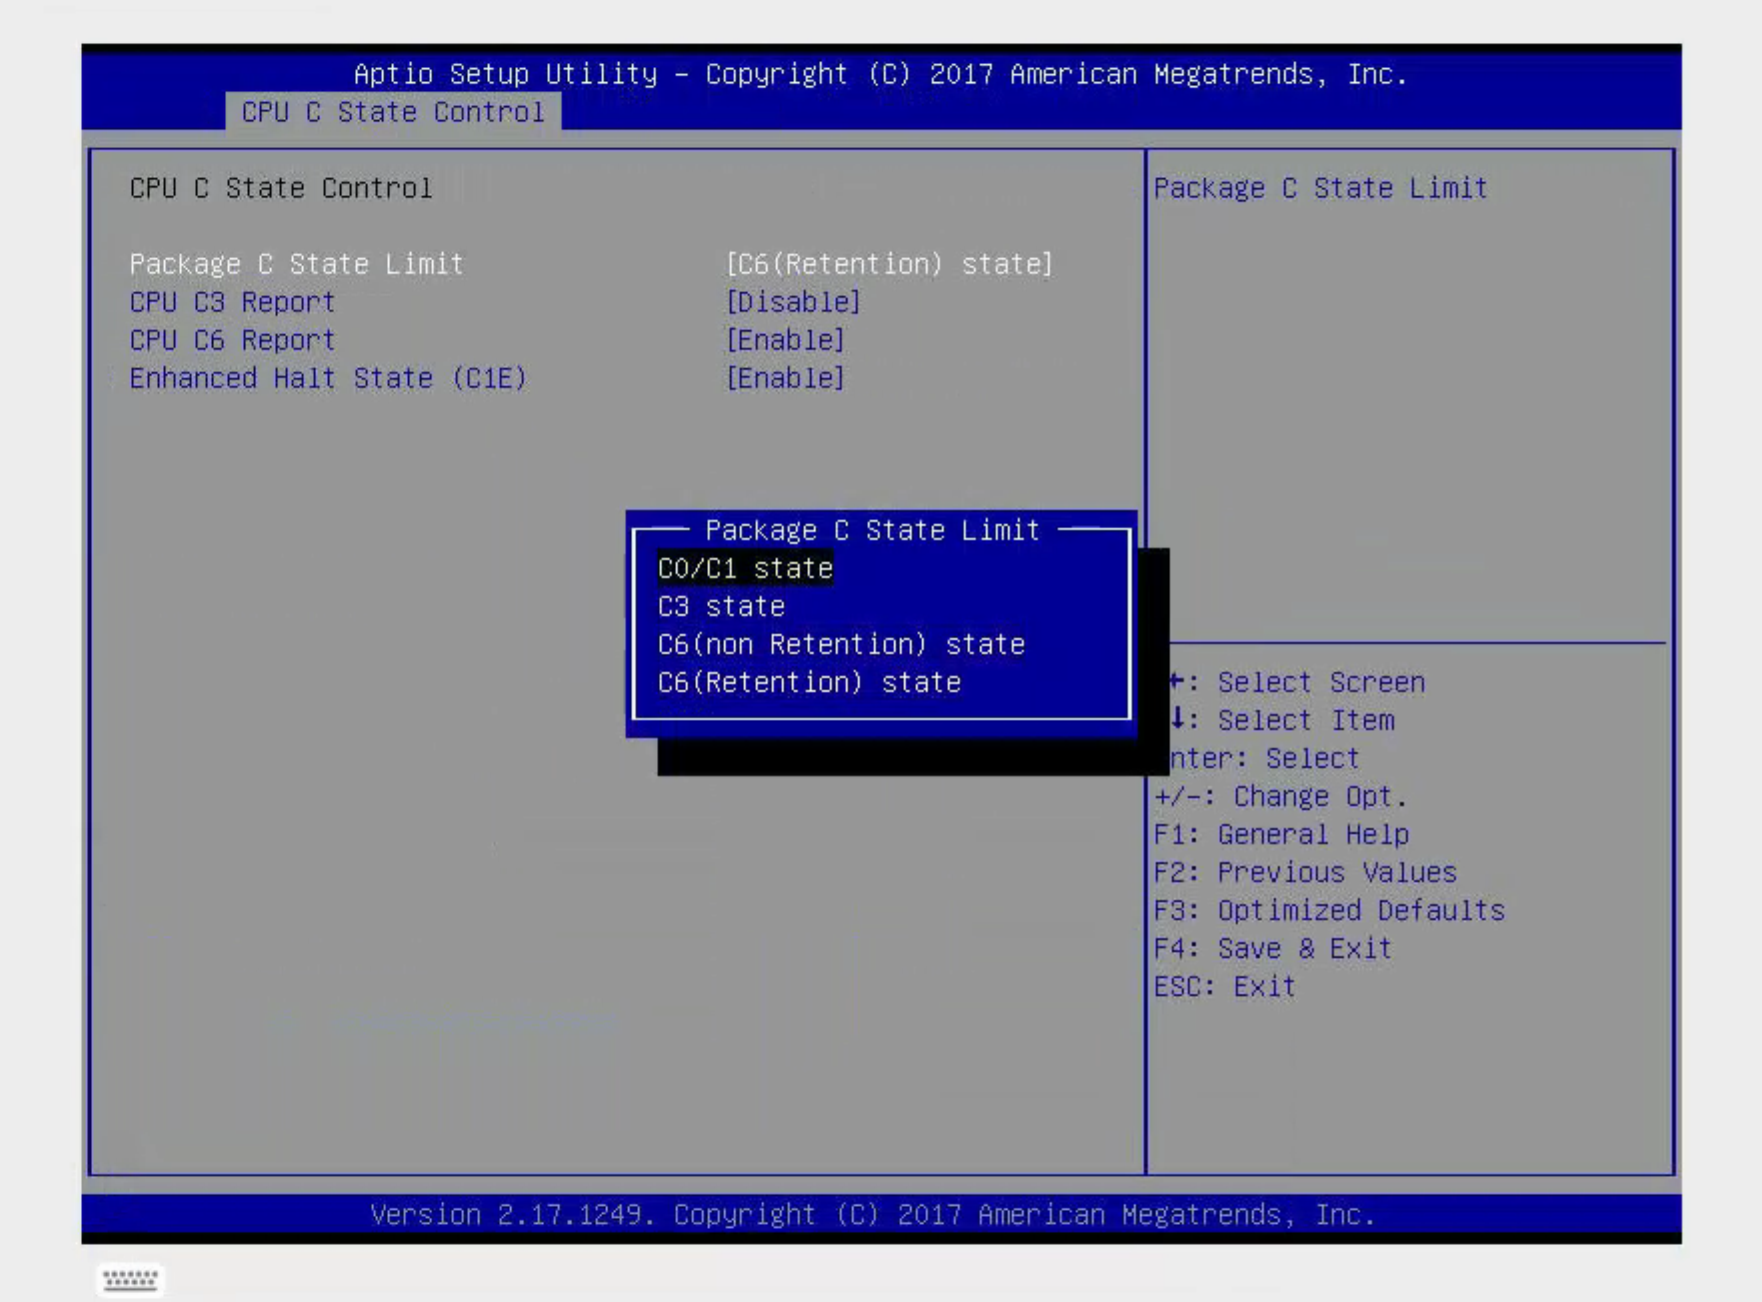 Aptio Setup Utility – Copyright (C) 2017 American Megatrends, Inc.
CPU C State Control
CPU C State Control
Package C State Limit [C6(Retention) state]
CPU C3 Report [Disable]
CPU C6 Report [Enable]
Enhanced Halt State (C1E) [Enable]
Package C State Limit
C0/C1 state
C3 state
C6(non Retention) state
C6(Retention) state
Package C State Limit
: Select Screen
↓: Select Item
nter: Select
+/-: Change Opt.
F1: General Help
F2: Previous Values
F3: Optimized Defaults
F4: Save & Exit
ESC: Exit
Version 2.17.1249. Copyright (C) 2017 American Megatrends, Inc.